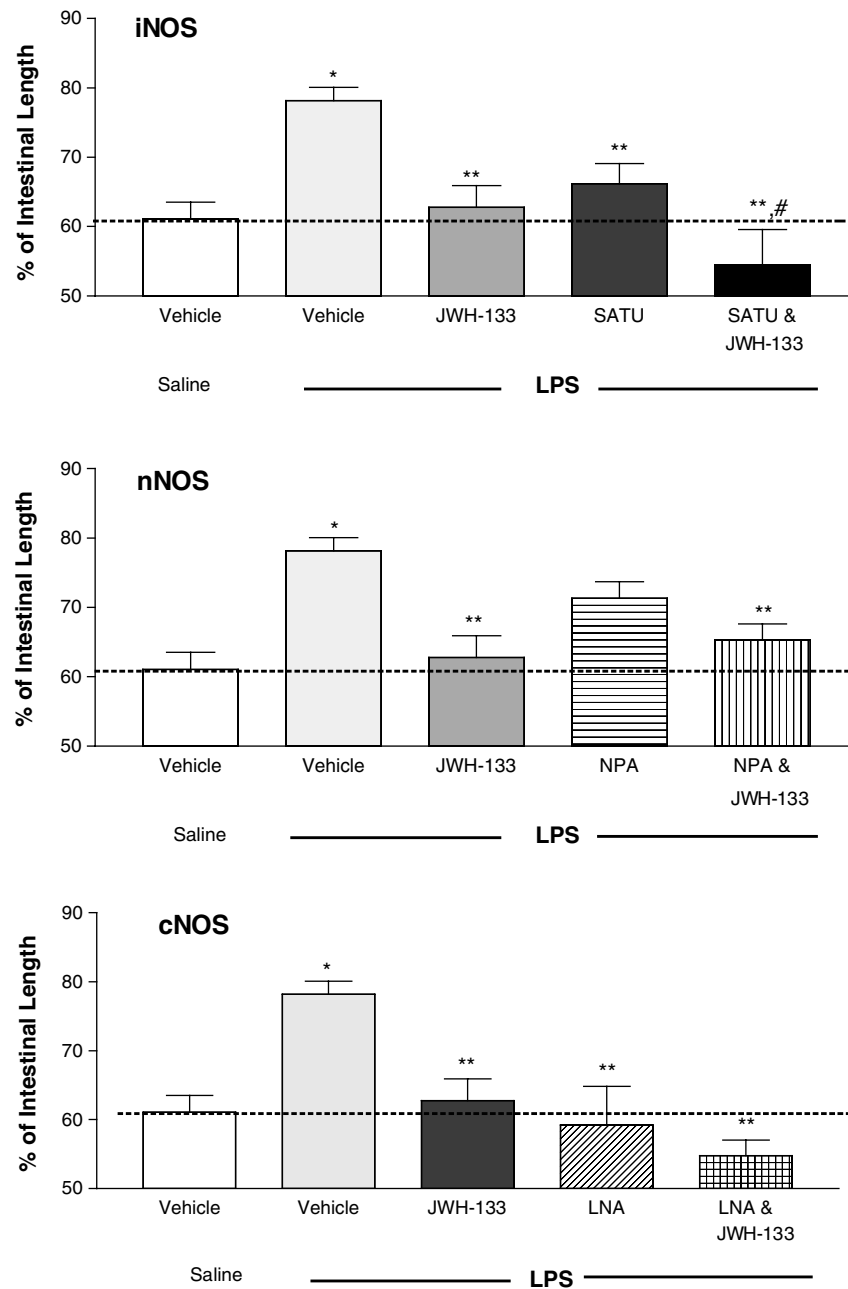 iNOS
% of Intestinal Length
90
80
70
60
50
*
**
**
**,#
Vehicle Vehicle JWH-133 SATU SATU &
JWH-133
Saline LPS
nNOS
% of Intestinal Length
90
80
70
60
50
*
**
**
Vehicle Vehicle JWH-133 NPA NPA &
JWH-133
Saline LPS
cNOS
% of Intestinal Length
90
80
70
60
50
*
**
**
**
Vehicle Vehicle JWH-133 LNA LNA &
JWH-133
Saline LPS